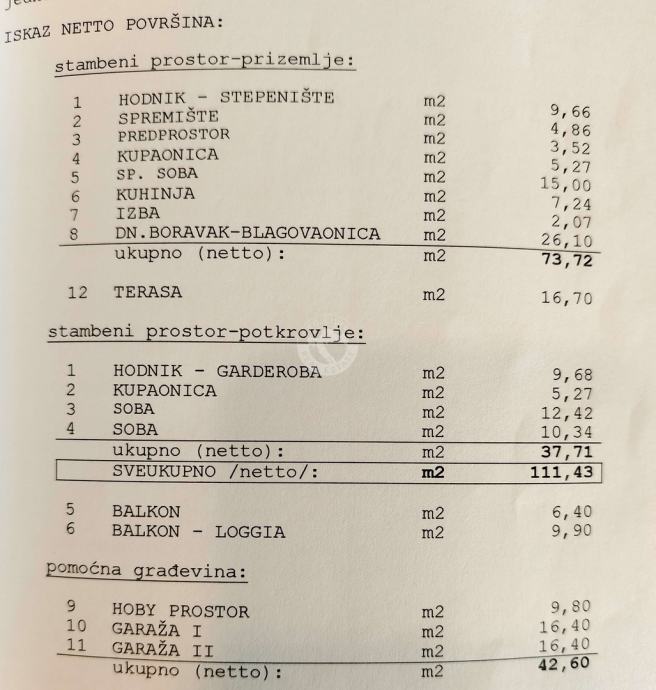 ISKAZ NETTO POVRŠINA:
stambeni prostor-prizemlje:
1 HODNIK - STEPENIŠTE m2 9,66
2 SPREMIŠTE m2 4,86
3 PREDPROSTOR m2 3,52
4 KUPAONICA m2 5,27
5 SP. SOBA m2 15,00
6 KUHINJA m2 7,24
7 IZBA m2 2,07
8 DN.BORAVAK-BLAGOVAONICA m2 26,10
ukupno (netto): m2 73,72
12 TERASA m2 16,70
stambeni prostor-potkrovlje:
1 HODNIK - GARDEROBA m2 9,68
2 KUPAONICA m2 5,27
3 SOBA m2 12,42
4 SOBA m2 10,34
ukupno (netto): m2 37,71
SVEUKUPNO /netto/: m2 111,43
5 BALKON m2 6,40
6 BALKON - LOGGIA m2 9,90
pomoćna građevina:
9 HOBY PROSTOR m2 9,80
10 GARAŽA I m2 16,40
11 GARAŽA II m2 16,40
ukupno (netto): m2 42,60